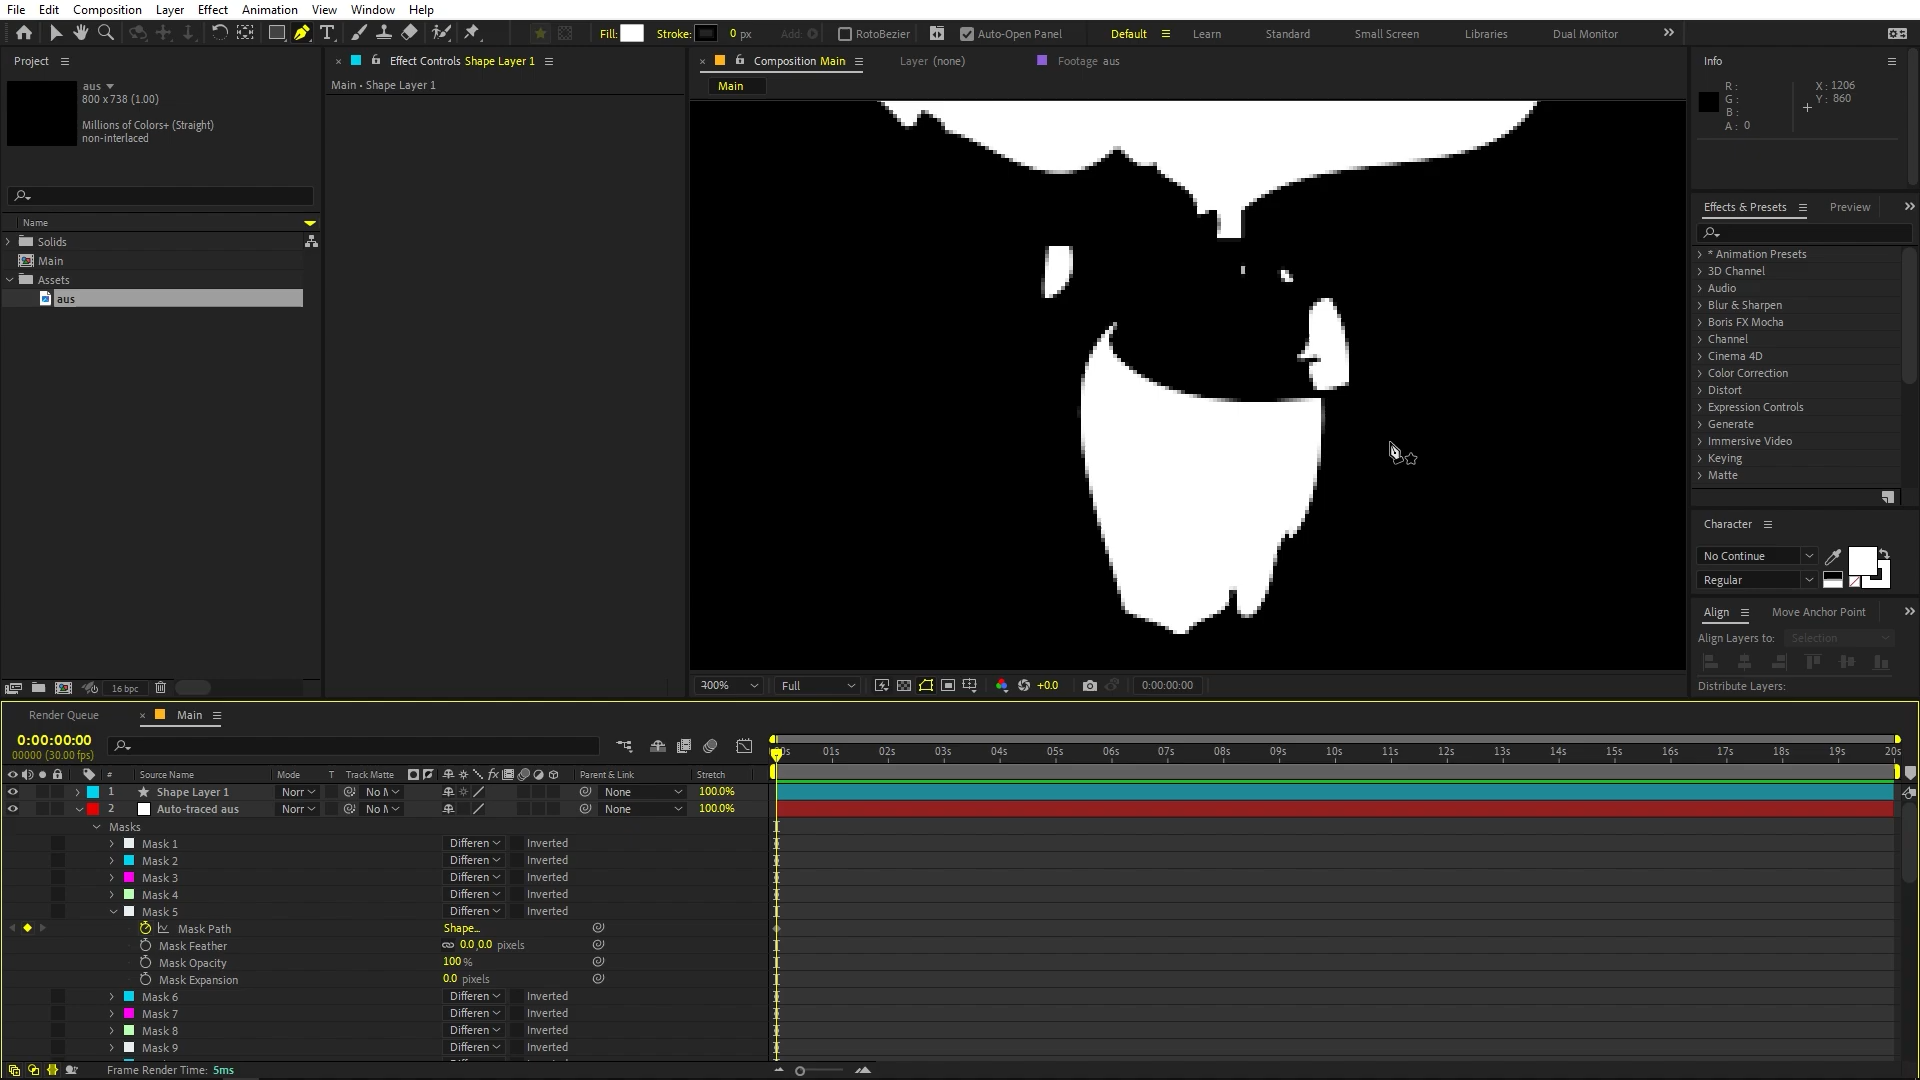 File Edit Composition Layer Effect Animation View Window Help
Fill: Stroke: 0 px Add: RotoBezier Auto-Open Panel Default Learn Standard Small Screen Libraries Dual Monitor
Project
Effect Controls Shape Layer 1
Composition Main
Layer (none)
Footage aus
Info
Main • Shape Layer 1
Main
aus
800 x 738 (1.00)
Millions of Colors+ (Straight)
non-interlaced
R :
G :
B :
A : 0
X : 1206
Y : 860
Name
Solids
Main
Assets
aus
Effects & Presets
Preview
* Animation Presets
3D Channel
Audio
Blur & Sharpen
Boris FX Mocha
Channel
Cinema 4D
Color Correction
Distort
Expression Controls
Generate
Immersive Video
Keying
Matte
Character
No Continue
Regular
Align
Move Anchor Point
Align Layers to: Selection
Distribute Layers:
16 bpc
Full
+0.0
0:00:00:00
Render Queue
Main
0:00:00:00
00000 (30.00 fps)
01s 02s 03s 04s 05s 06s 07s 08s 09s 10s 11s 12s 13s 14s 15s 16s 17s 18s 19s 20s
# Source Name Mode T Track Matte fx Parent & Link Stretch
1 Shape Layer 1 Norr No M None 100.0%
2 Auto-traced aus Norr No M None 100.0%
Masks
Mask 1 Differen Inverted
Mask 2 Differen Inverted
Mask 3 Differen Inverted
Mask 4 Differen Inverted
Mask 5 Differen Inverted
Mask Path Shape...
Mask Feather 0.0,0.0 pixels
Mask Opacity 100 %
Mask Expansion 0.0 pixels
Mask 6 Differen Inverted
Mask 7 Differen Inverted
Mask 8 Differen Inverted
Mask 9 Differen Inverted
Frame Render Time: 5ms